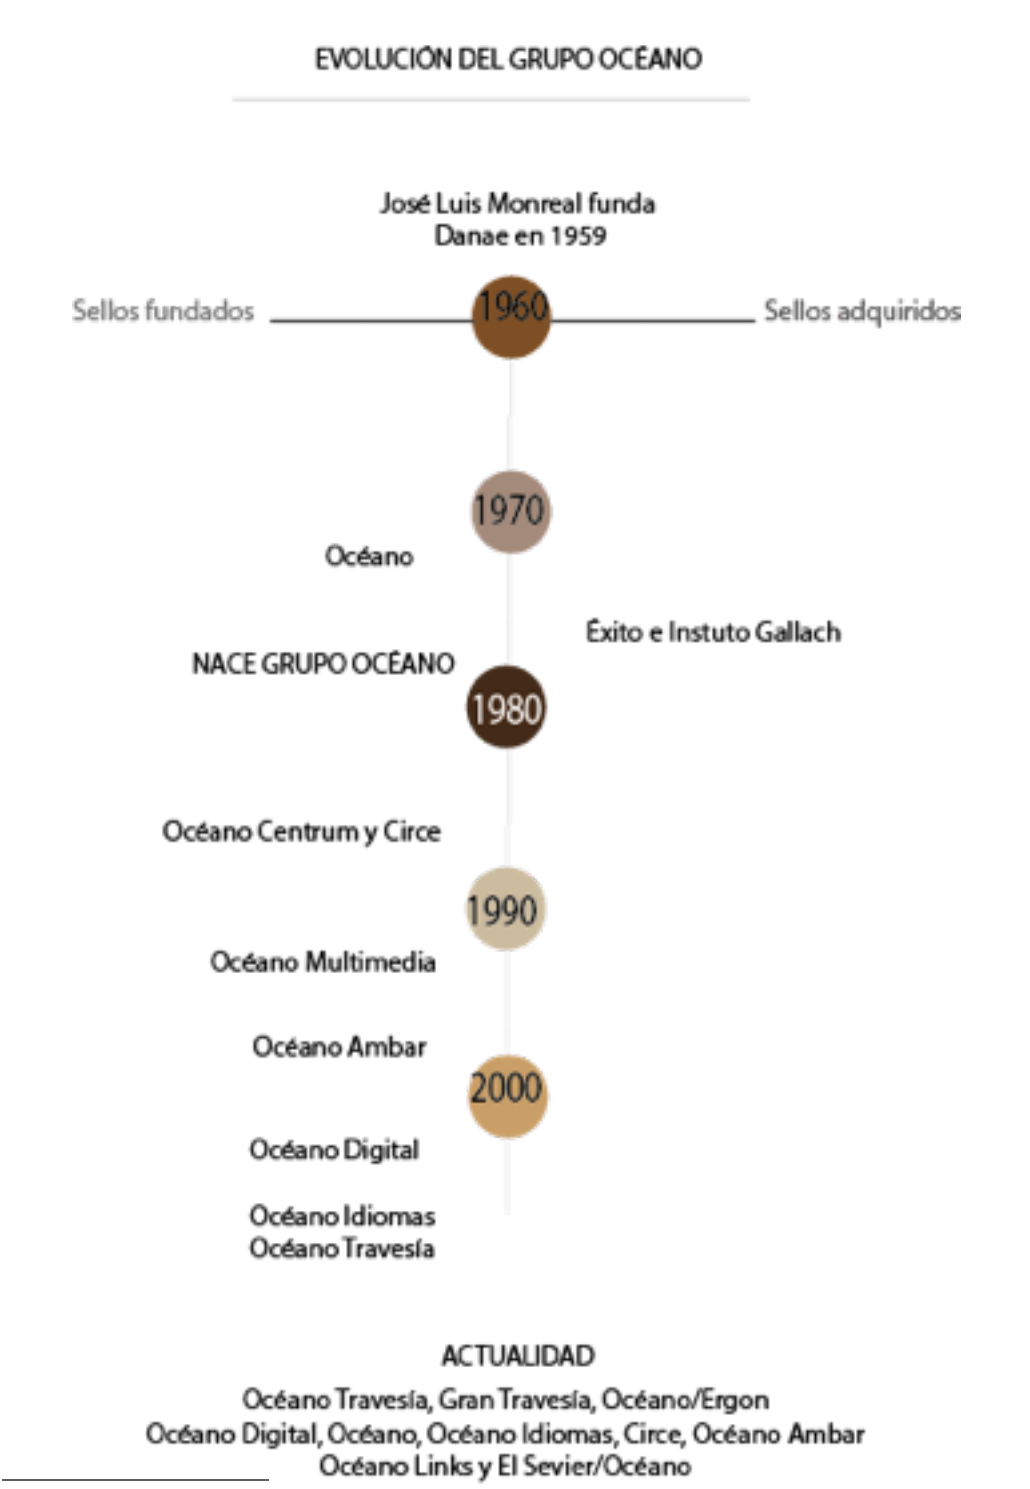 EVOLUCIÓN DEL GRUPO OCÉANO
José Luis Monreal funda
Danae en 1959
Sellos fundados
1960
Sellos adquiridos
1970
Océano
Éxito e Instuto Gallach
NACE GRUPO OCÉANO
1980
Océano Centrum y Circe
1990
Océano Multimedia
Océano Ambar
2000
Océano Digital
Océano Idiomas
Océano Travesía
ACTUALIDAD
Océano Travesía, Gran Travesía, Océano/Ergon
Océano Digital, Océano, Océano Idiomas, Circe, Océano Ambar
Océano Links y El Sevier/Océano